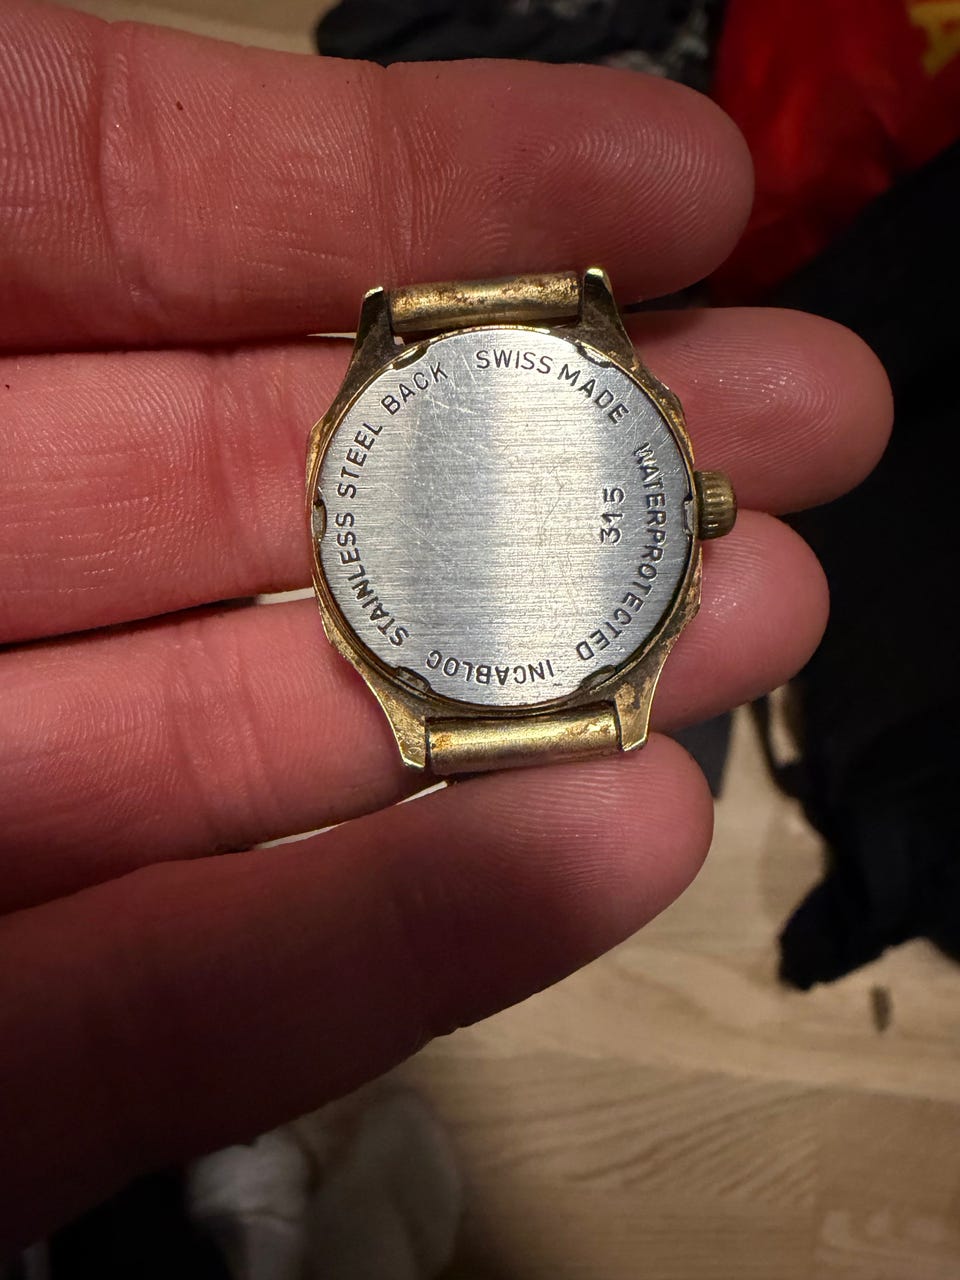 SWISS MADE WATERPROTECTED INCABLOC STAINLESS STEEL BACK
315